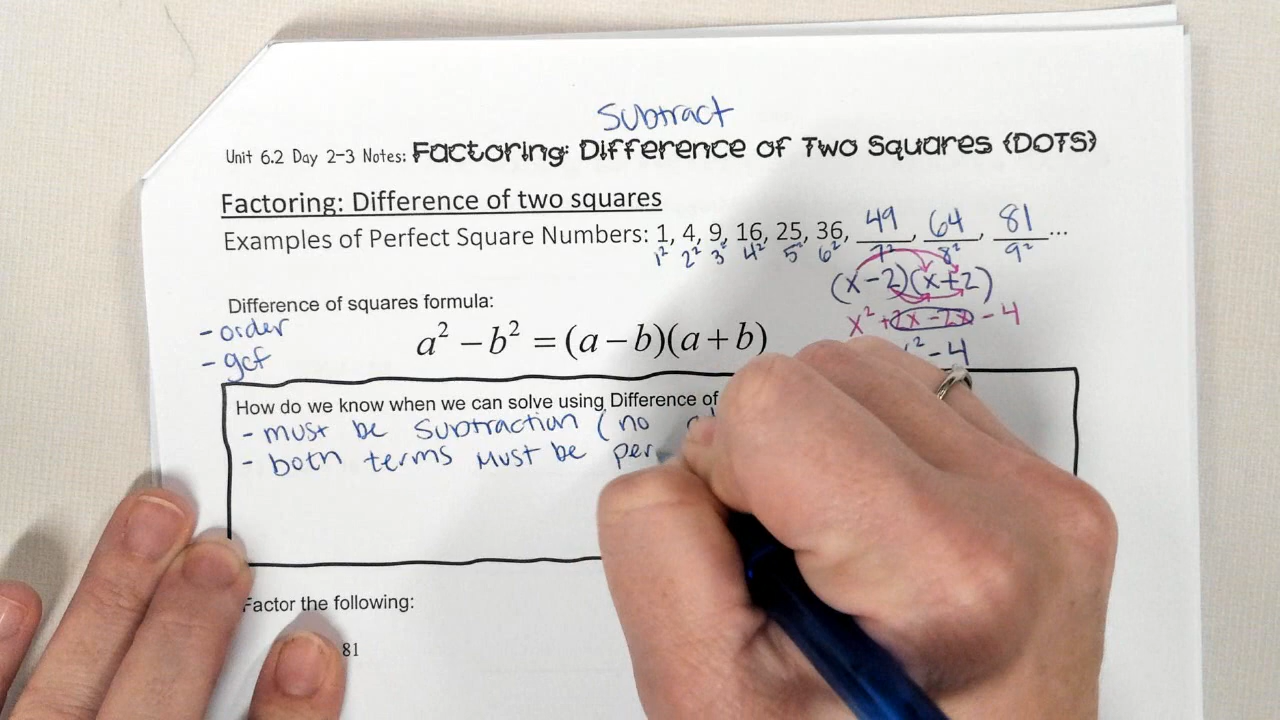 Subtract
Unit 6.2 Day 2-3 Notes: Factoring: Difference of Two Squares (DOTS)
Factoring: Difference of two squares
Examples of Perfect Square Numbers: 1, 4, 9, 16, 25, 36, 49, 64, 81...
1² 2² 3² 4² 5² 6² 7² 8² 9²
(x-2)(x+2)
Difference of squares formula:
x² + 2x - 2x - 4
- order
a² - b² = (a - b)(a + b)
² - 4
- gcf
How do we know when we can solve using Difference of
- must be subtraction (no
- both terms must be per
Factor the following:
81